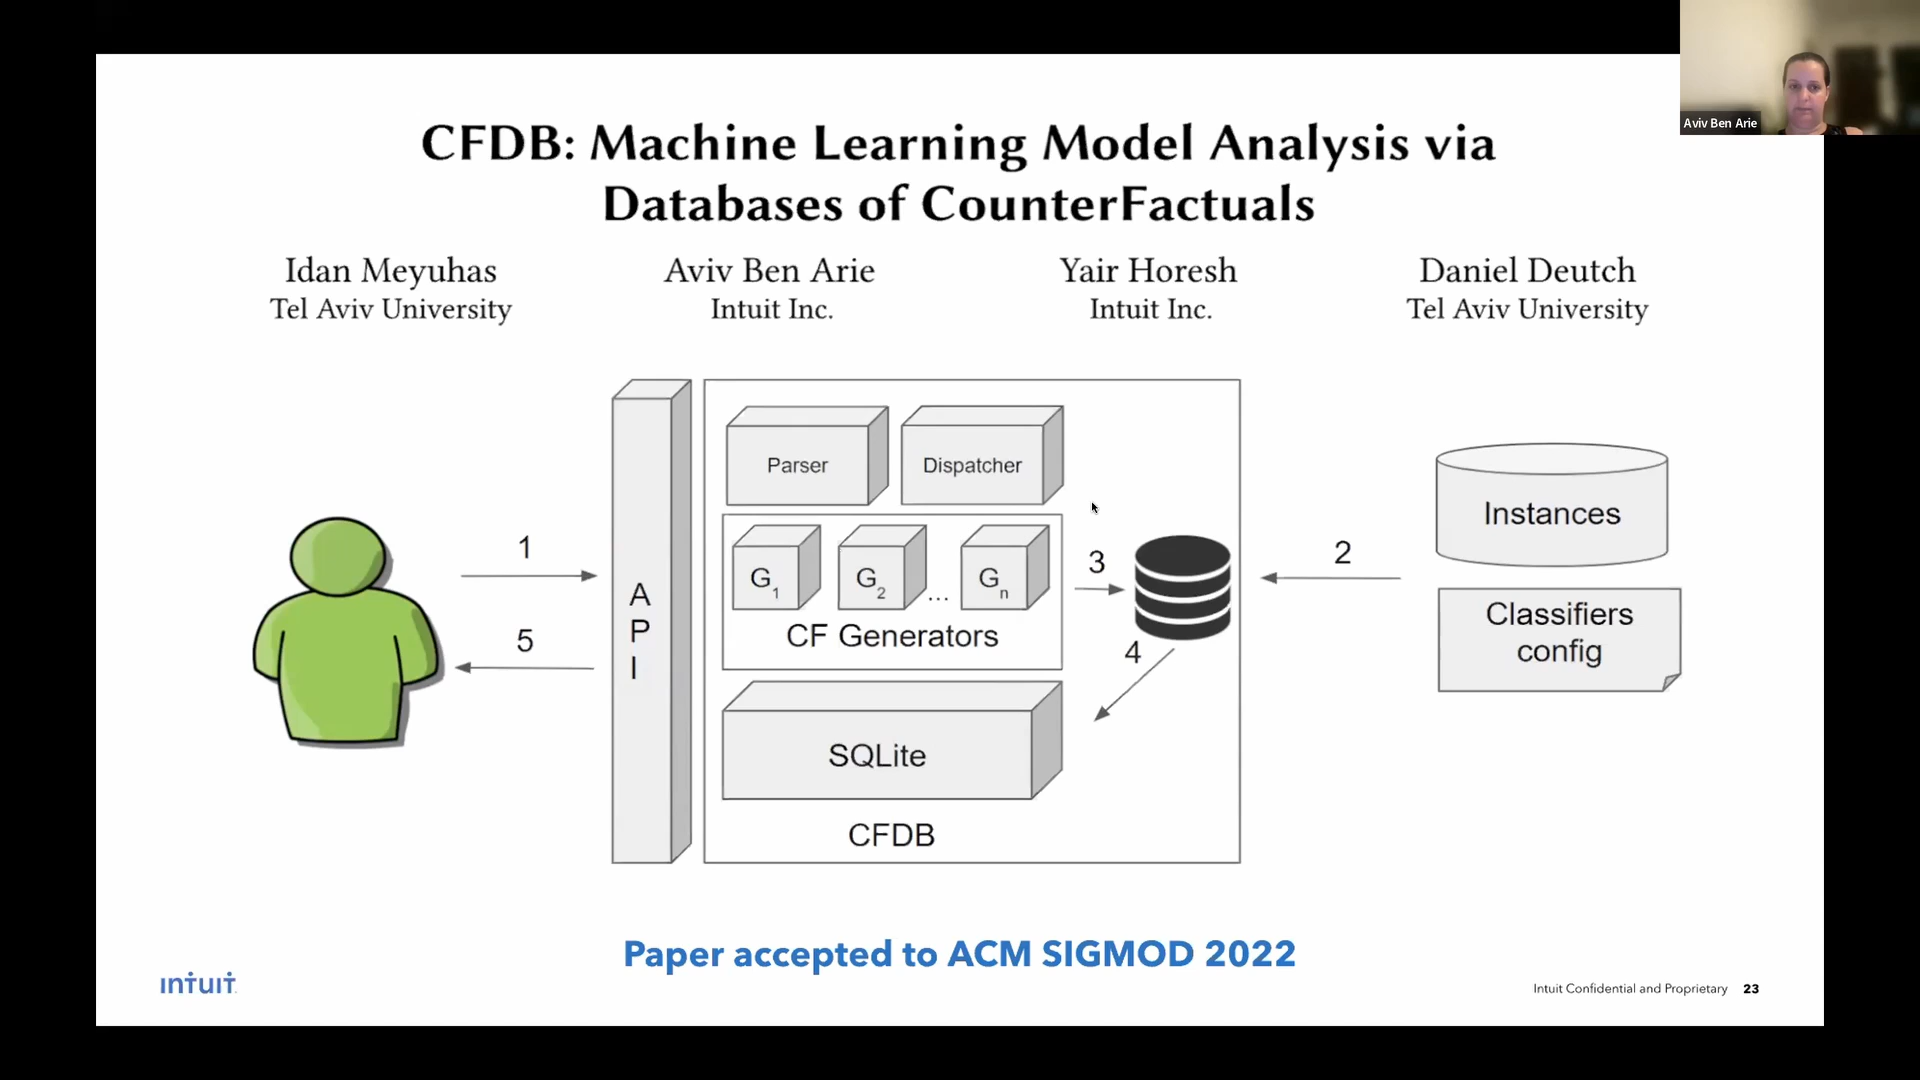 Aviv Ben Arie
CFDB: Machine Learning Model Analysis via
Databases of CounterFactuals
Idan Meyuhas
Tel Aviv University
Aviv Ben Arie
Intuit Inc.
Yair Horesh
Intuit Inc.
Daniel Deutch
Tel Aviv University
1
5
A
P
I
Parser
Dispatcher
G1
G2
...
Gn
CF Generators
3
4
SQLite
CFDB
2
Instances
Classifiers
config
Paper accepted to ACM SIGMOD 2022
intuit
Intuit Confidential and Proprietary 23